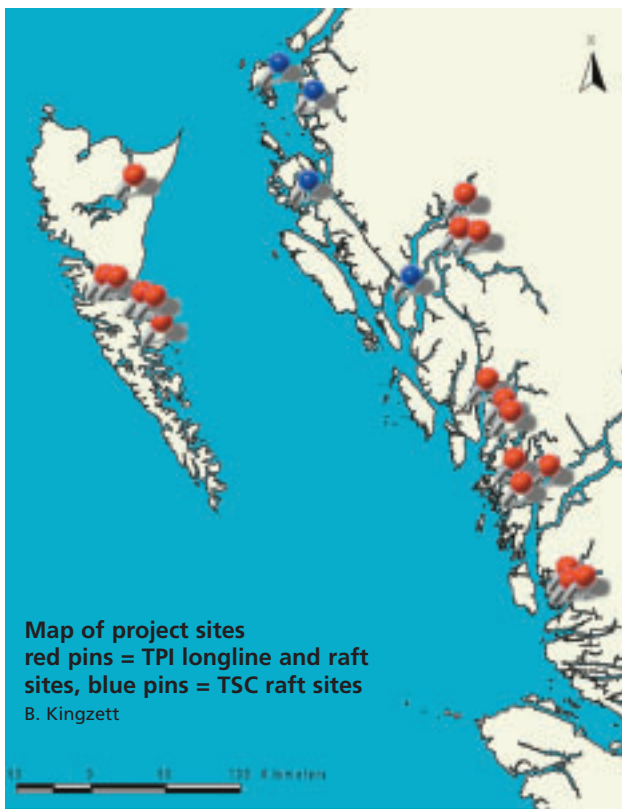 Map of project sites
red pins = TPI longline and raft
sites, blue pins = TSC raft sites
B. Kingzett